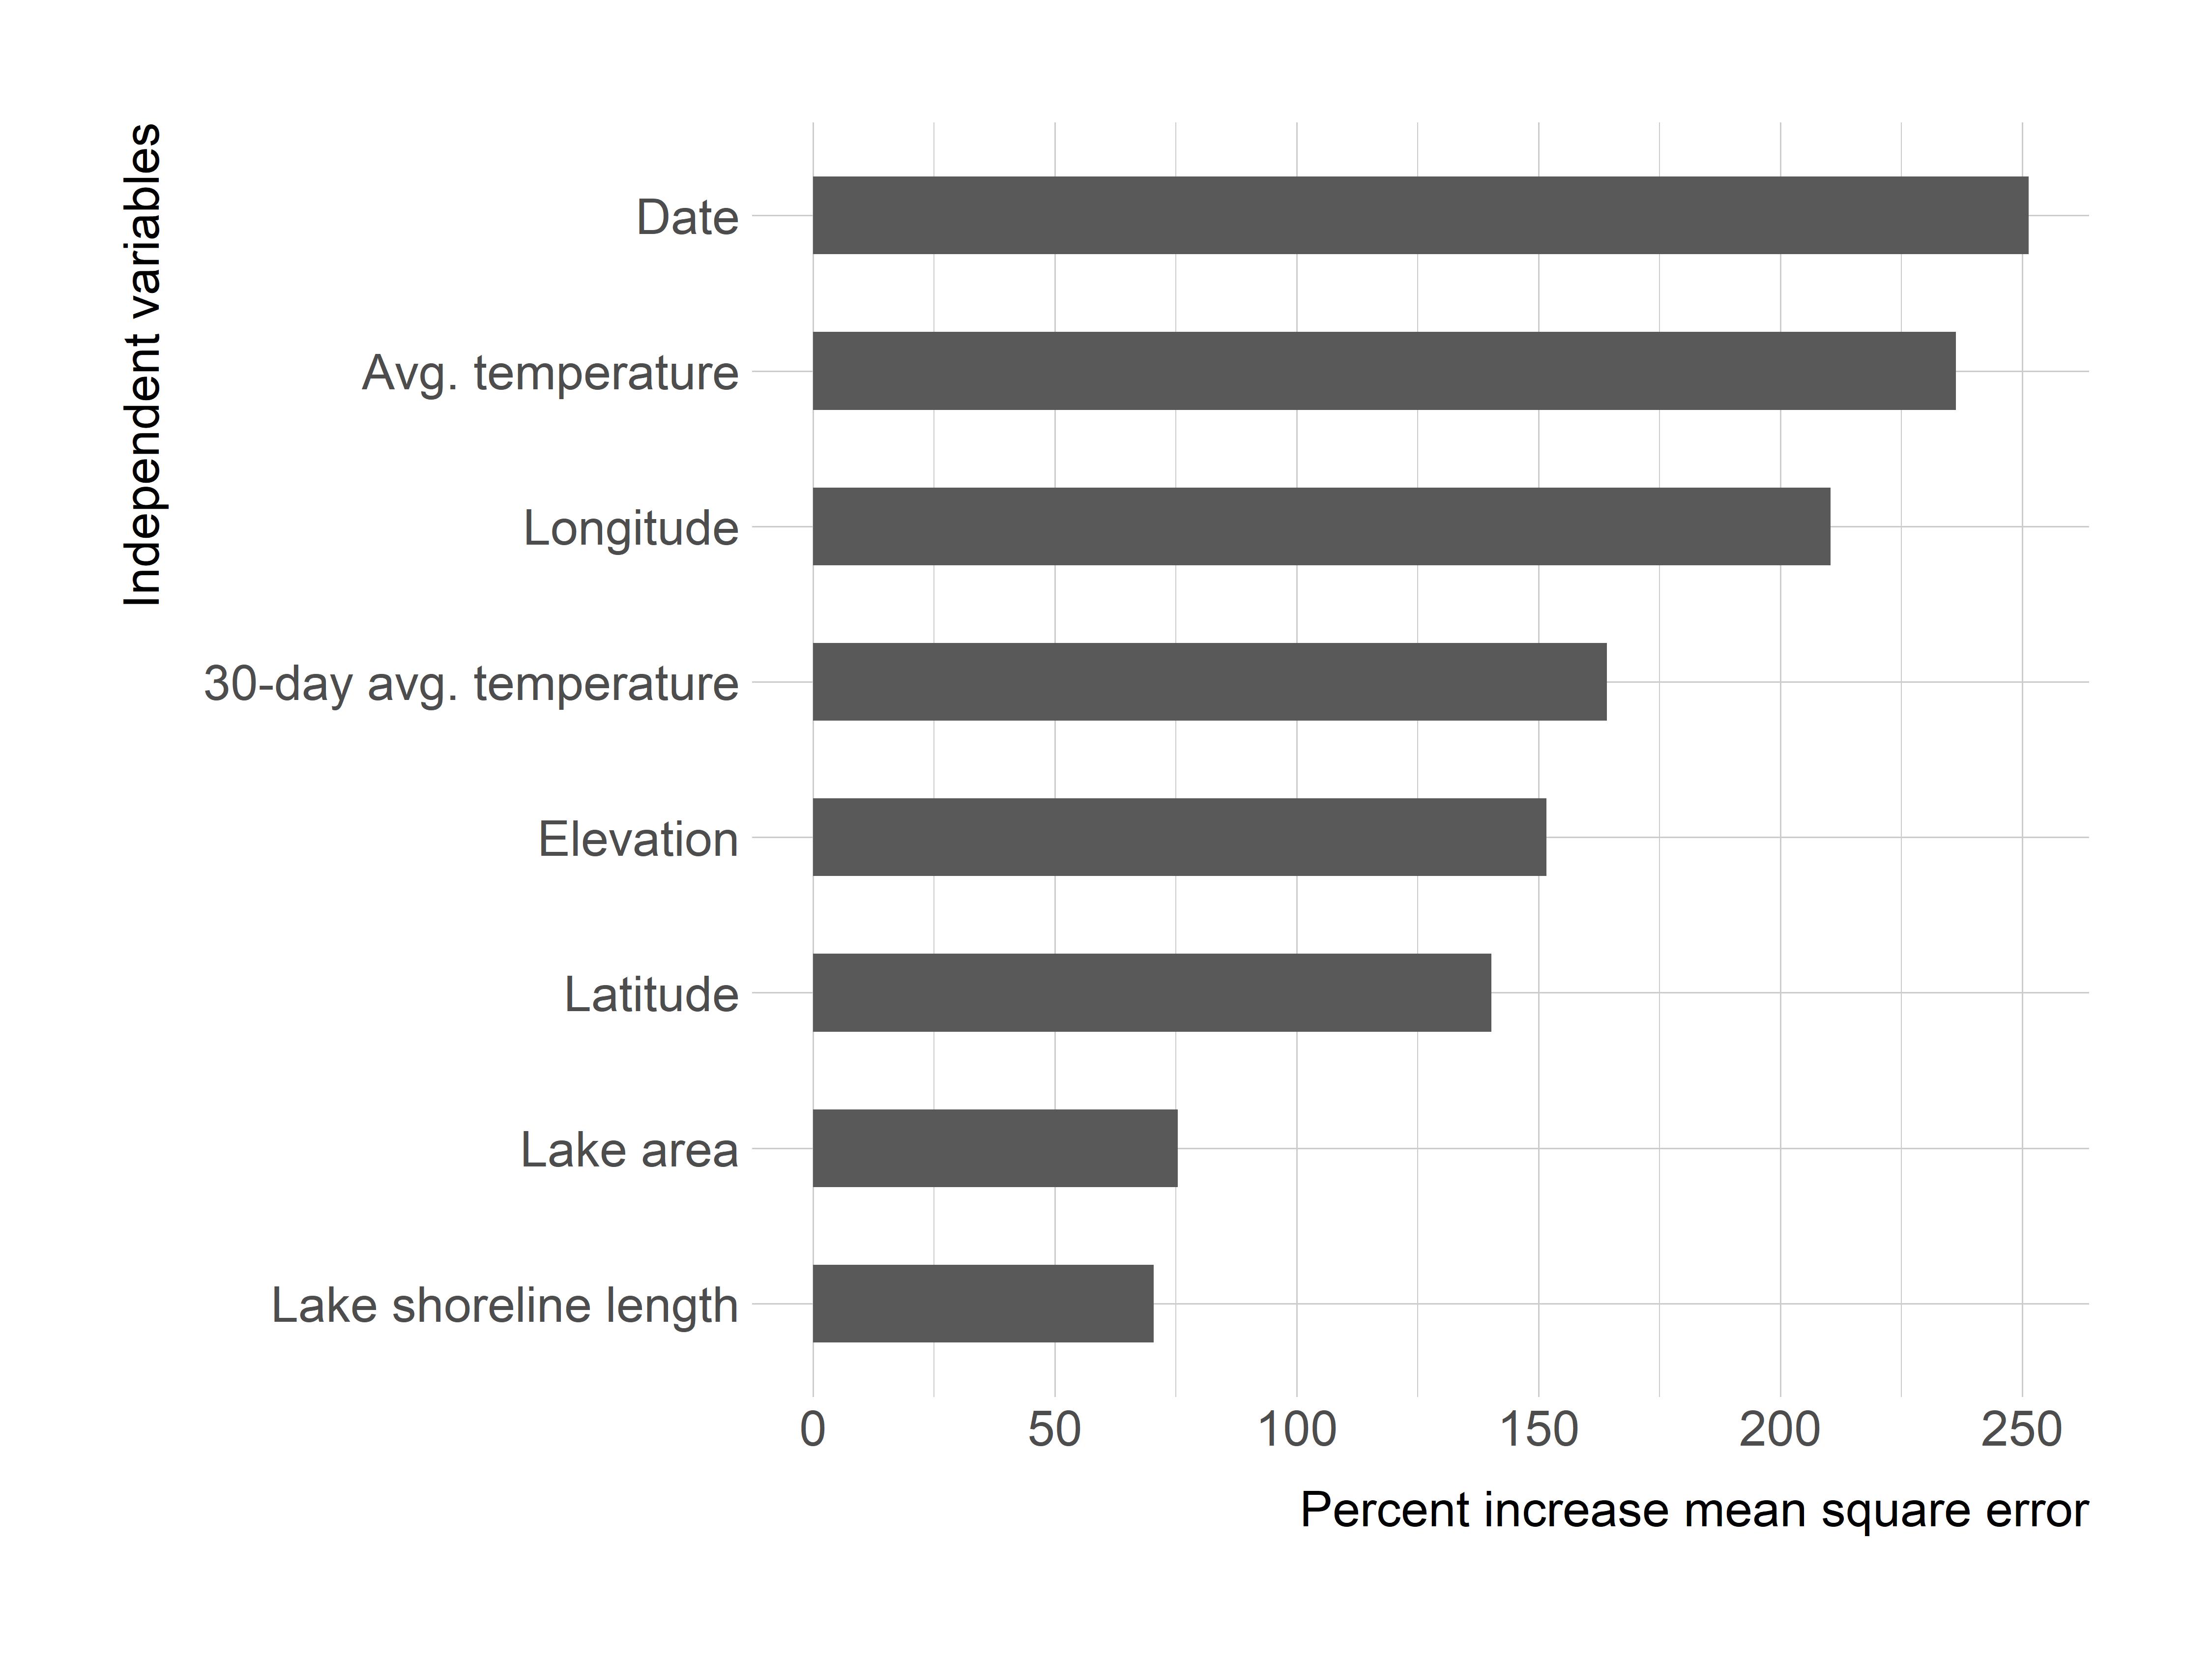 Independent variables
Date
Avg. temperature
Longitude
30-day avg. temperature
Elevation
Latitude
Lake area
Lake shoreline length
0 50 100 150 200 250
Percent increase mean square error